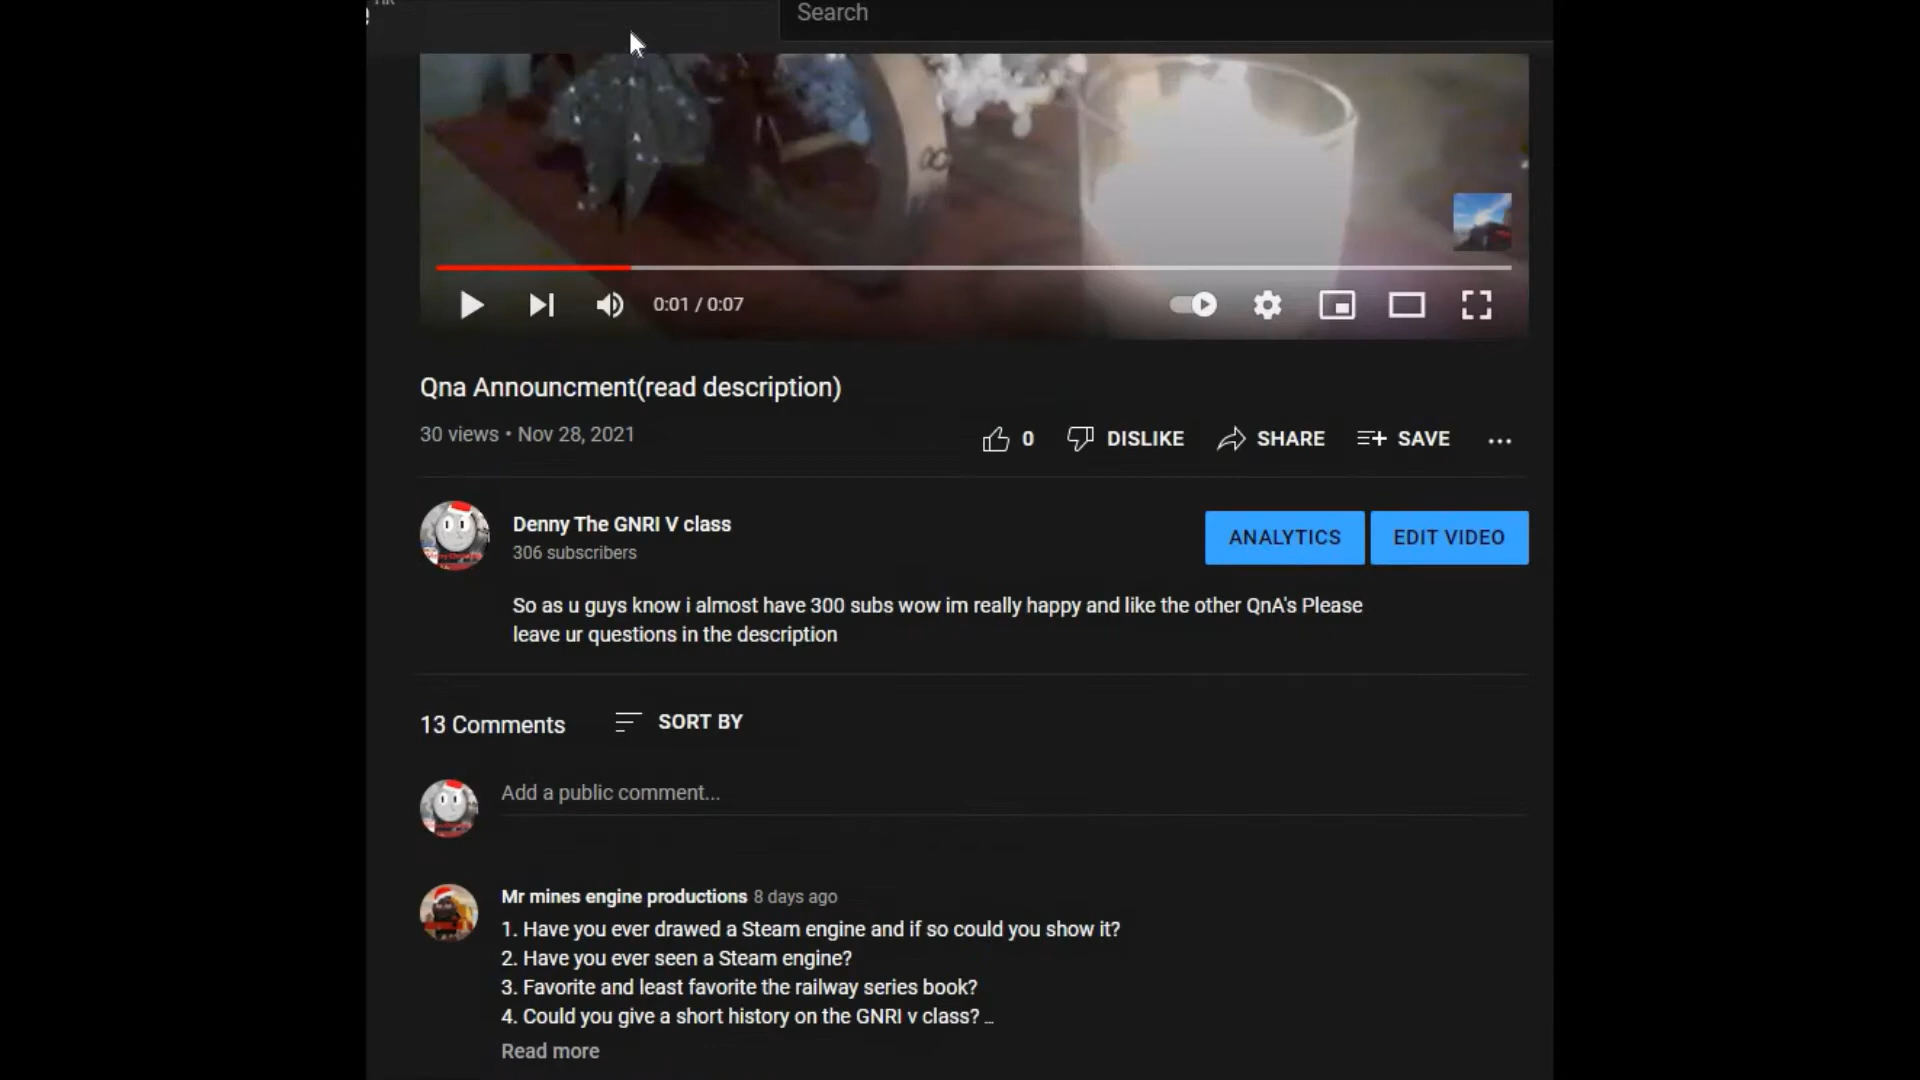 HR
Search
0:01 / 0:07
Qna Announcment(read description)
30 views • Nov 28, 2021
0 DISLIKE SHARE SAVE ...
Denny The GNRI V class
306 subscribers
ANALYTICS EDIT VIDEO
So as u guys know i almost have 300 subs wow im really happy and like the other QnA's Please
leave ur questions in the description
13 Comments SORT BY
Add a public comment...
Mr mines engine productions 8 days ago
1. Have you ever drawed a Steam engine and if so could you show it?
2. Have you ever seen a Steam engine?
3. Favorite and least favorite the railway series book?
4. Could you give a short history on the GNRI v class? ...
Read more